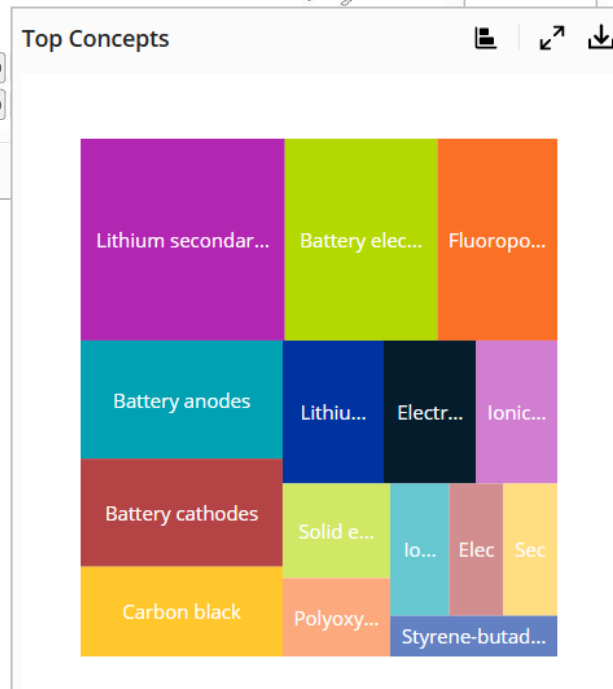 Top Concepts
Lithium secondar...
Battery elec...
Fluoropo...
Battery anodes
Lithiu...
Electr...
Ionic...
Battery cathodes
Solid e...
Io...
Elec
Sec
Carbon black
Polyoxy...
Styrene-butad...